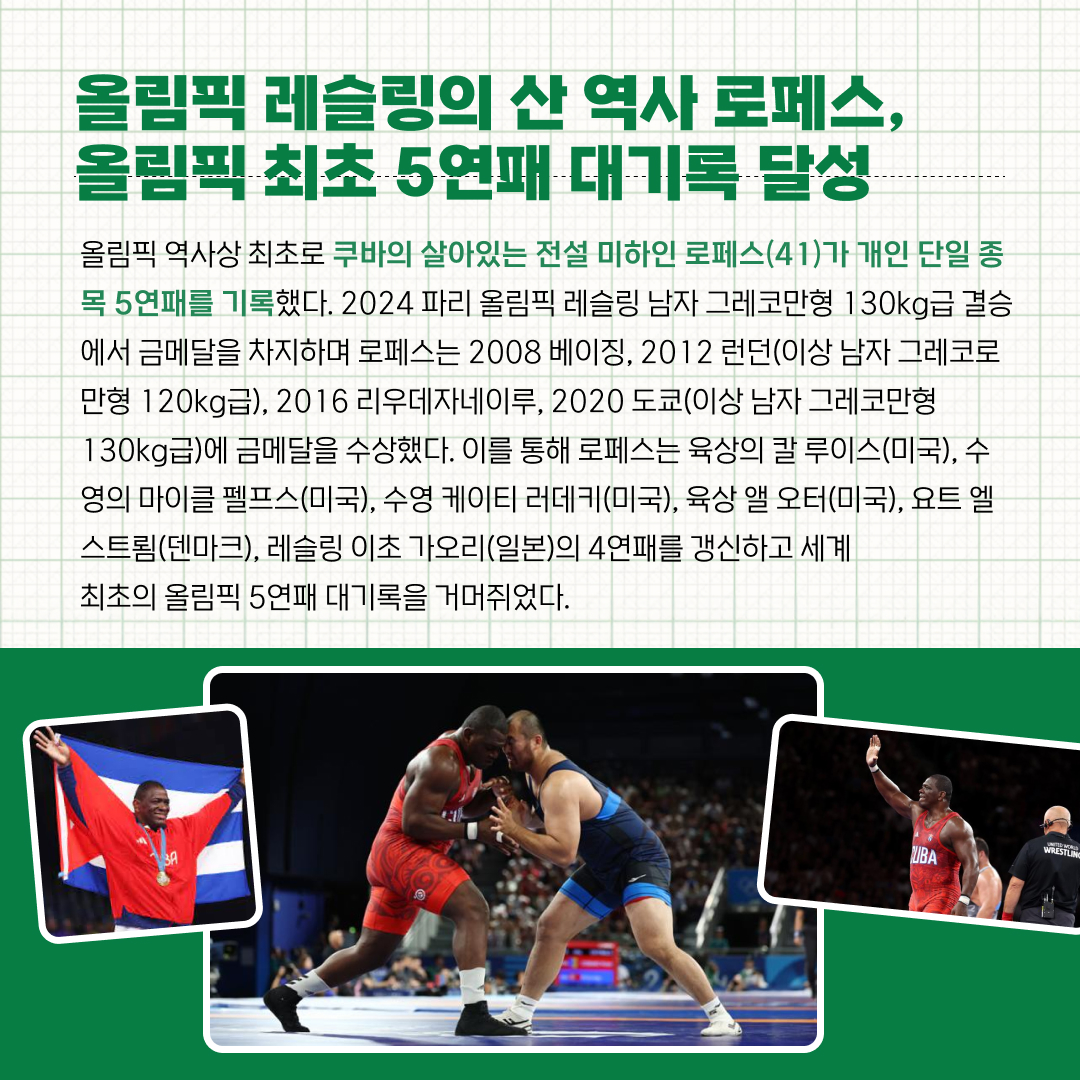 올림픽 레슬링의 산 역사 로페스,
올림픽 최초 5연패 대기록 달성
올림픽 역사상 최초로 쿠바의 살아있는 전설 미하인 로페스(41)가 개인 단일 종
목 5연패를 기록했다. 2024 파리 올림픽 레슬링 남자 그레코만형 130kg급 결승
에서 금메달을 차지하며 로페스는 2008 베이징, 2012 런던(이상 남자 그레코로
만형 120kg급), 2016 리우데자네이루, 2020 도쿄(이상 남자 그레코만형
130kg급)에 금메달을 수상했다. 이를 통해 로페스는 육상의 칼 루이스(미국), 수
영의 마이클 펠프스(미국), 수영 케이티 러데키(미국), 육상 앨 오터(미국), 요트 엘
스트룀(덴마크), 레슬링 이초 가오리(일본)의 4연패를 갱신하고 세계
최초의 올림픽 5연패 대기록을 거머쥐었다.
UBA
UNITED WORLD
WRESTLING